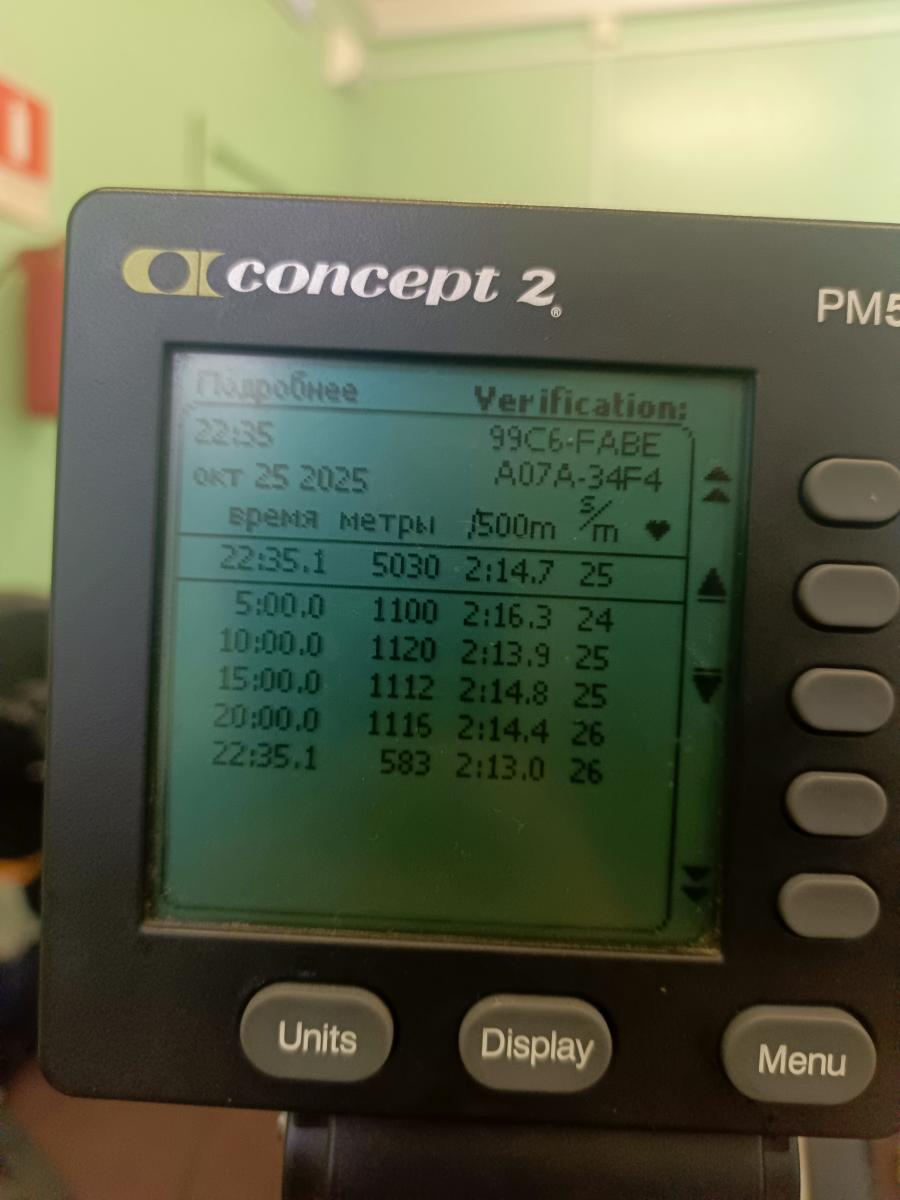 concept 2®
PM5
Подробнее Verification:
22:35 99C6-FABE
окт 25 2025 A07A-34F4
время метры /500m s/m ♥
22:35.1 5030 2:14.7 25
5:00.0 1100 2:16.3 24
10:00.0 1120 2:13.9 25
15:00.0 1112 2:14.8 25
20:00.0 1116 2:14.4 26
22:35.1 583 2:13.0 26
Units Display Menu